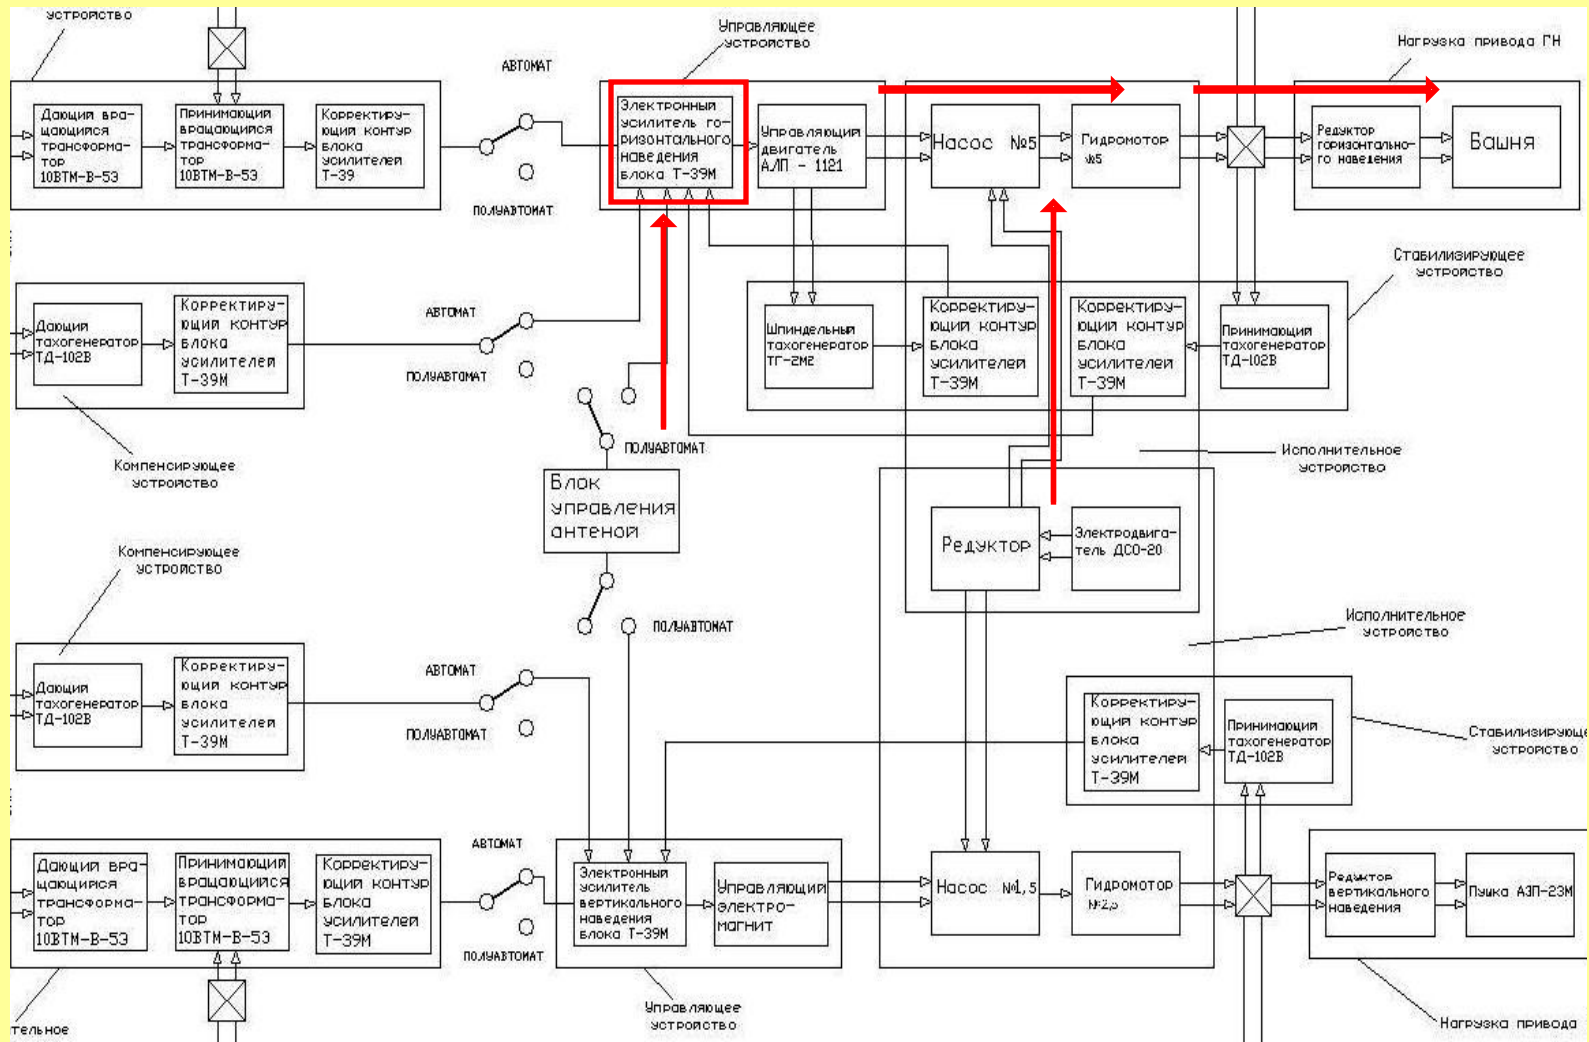 устройство
Управляющее
устройство
Нагрузка привода ГН
АВТОМАТ
Дающий вра-
щающийся
трансформа-
тор
10ВТМ-В-53
Принимающий
вращающийся
трансформа-
тор
10ВТМ-В-53
Корректиру-
ющий контур
блока
усилителей
Т-39
ПОЛУАВТОМАТ
Электронный
усилитель го-
ризонтального
наведения
блока Т-39М
Управляющий
двигатель
АЛП - 1121
Насос №5
Гидромотор
№5
Редуктор
горизонтально-
го наведения
Башня
Стабилизирующее
устройство
Дающий
тахогенератор
ТД-102В
Корректиру-
ющий контур
блока
усилителей
Т-39М
АВТОМАТ
ПОЛУАВТОМАТ
Шпиндельный
тахогенератор
ТГ-2М2
Корректиру-
ющий контур
блока
усилителей
Т-39М
Корректиру-
ющий контур
блока
усилителей
Т-39М
Принимающий
тахогенератор
ТД-102В
Компенсирующее
устройство
ПОЛУАВТОМАТ
Исполнительное
устройство
Блок
управления
антеной
Редуктор
Электродвига-
тель ДСО-20
Компенсирующее
устройство
ПОЛУАВТОМАТ
Исполнительное
устройство
Дающий
тахогенератор
ТД-102В
Корректиру-
ющий контур
блока
усилителей
Т-39М
АВТОМАТ
ПОЛУАВТОМАТ
Корректиру-
ющий контур
блока
усилителей
Т-39М
Принимающий
тахогенератор
ТД-102В
Стабилизирующе
устройство
АВТОМАТ
Дающий вра-
щающийся
трансформа-
тор
10ВТМ-В-53
Принимающий
вращающийся
трансформа-
тор
10ВТМ-В-53
Корректиру-
ющий контур
блока
усилителей
Т-39М
ПОЛУАВТОМАТ
Электронный
усилитель
вертикального
наведения
блока Т-39М
Управляющий
электро-
магнит
Насос №1,5
Гидромотор
№2,5
Редуктор
вертикального
наведения
Пушка АЗП-23М
Управляющее
устройство
тельное
Нагрузка привода